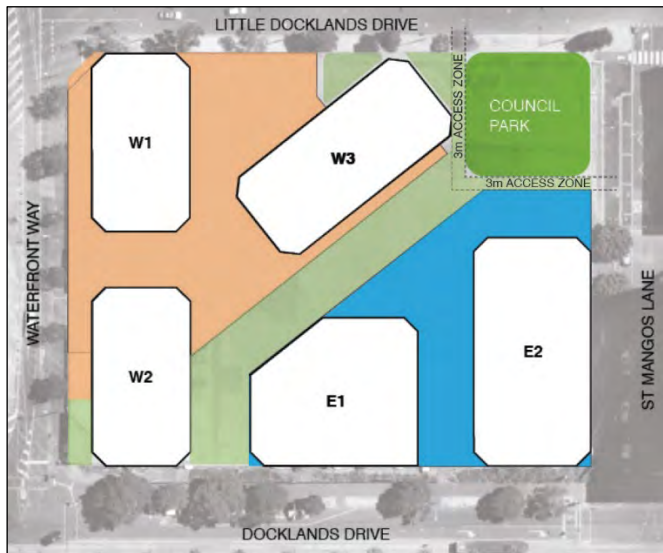 LITTLE DOCKLANDS DRIVE
W1
W3
3m ACCESS ZONE
COUNCIL
PARK
3m ACCESS ZONE
WATERFRONT WAY
W2
E1
E2
ST MANGOS LANE
DOCKLANDS DRIVE